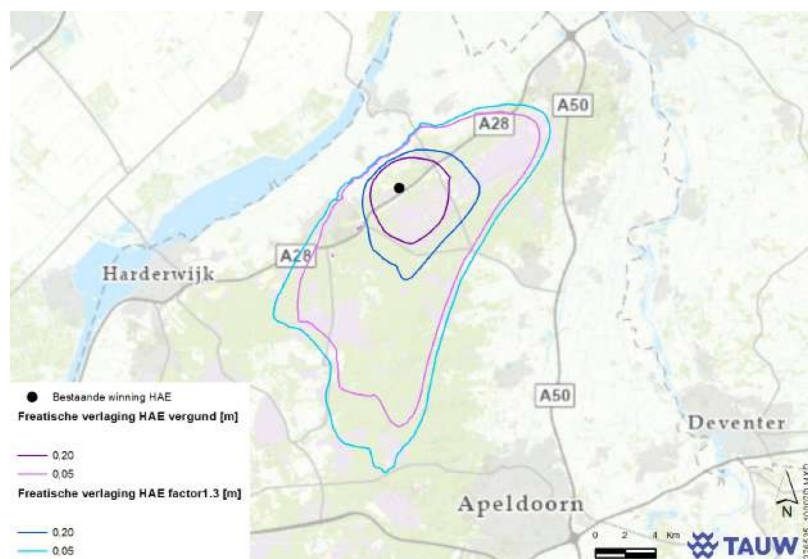 A50
A28
A28
Harderwijk
A50
Deventer
Apeldoorn
Bestaande winning HAE
Freatische verlaging HAE vergund [m]
0,20
0,05
Freatische verlaging HAE factor1.3 [m]
0,20
0,05
N
0 2 4 Km
TAUW